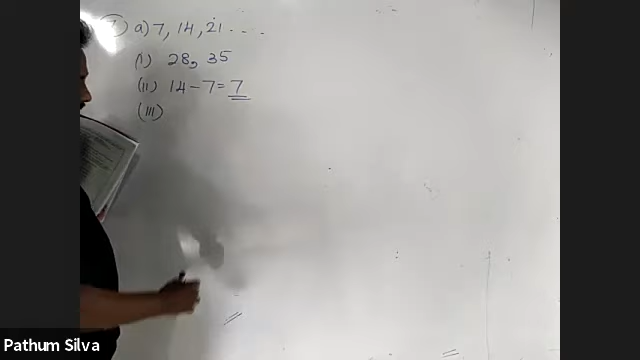 a) 7, 14, 21 ....
(i) 28, 35
(ii) 14 - 7 = 7
(iii)
Pathum Silva